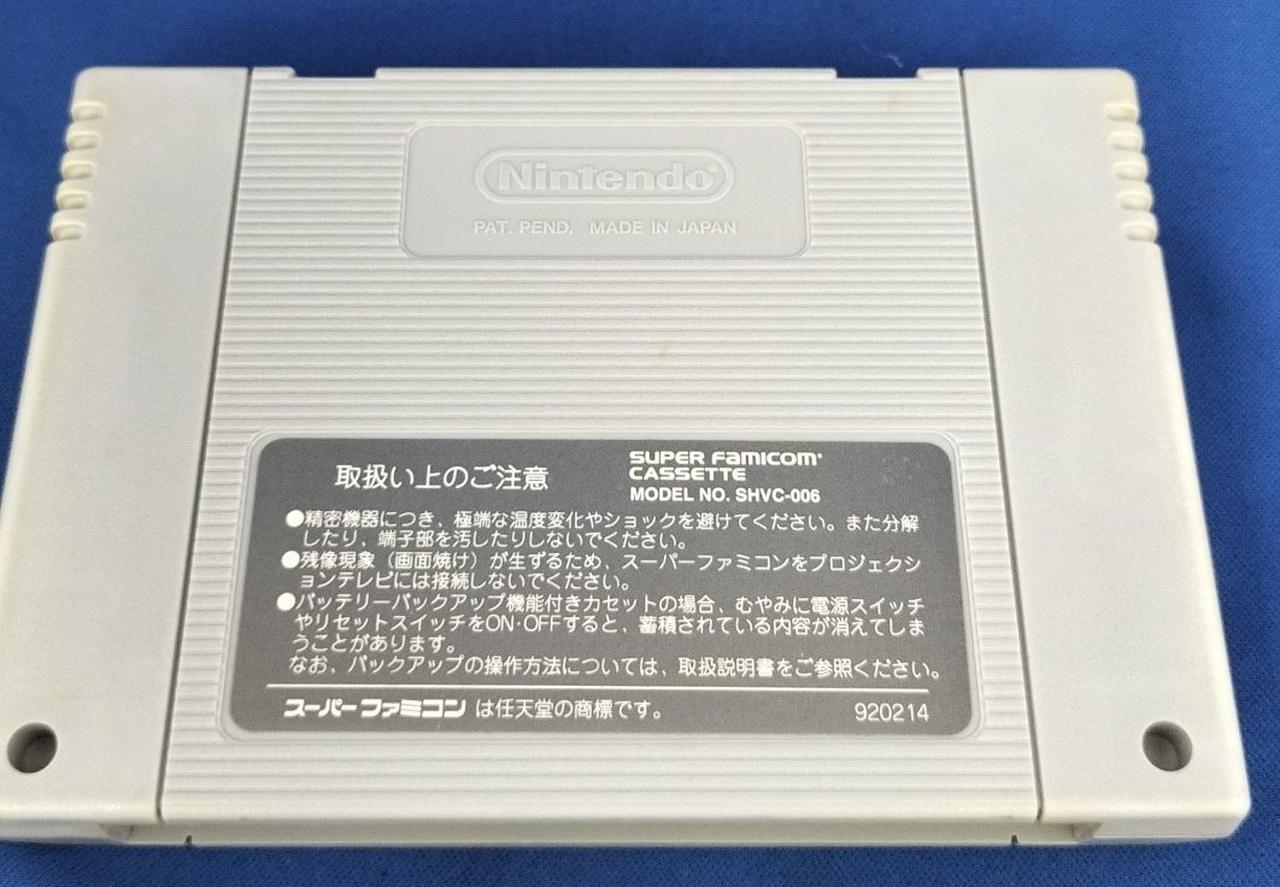 Nintendo®
PAT. PEND. MADE IN JAPAN
取扱い上のご注意
SUPER FAMICOM®
CASSETTE
MODEL NO. SHVC-006
●精密機器につき、極端な温度変化やショックを避けてください。また分解
したり、端子部を汚したりしないでください。
●残像現象（画面焼け）が生ずるため、スーパーファミコンをプロジェクシ
ョンテレビには接続しないでください。
●バッテリーバックアップ機能付きカセットの場合、むやみに電源スイッチ
やリセットスイッチをON·OFFすると、蓄積されている内容が消えてしま
うことがあります。
なお、バックアップの操作方法については、取扱説明書をご参照ください。
スーパーファミコン は任天堂の商標です。
920214